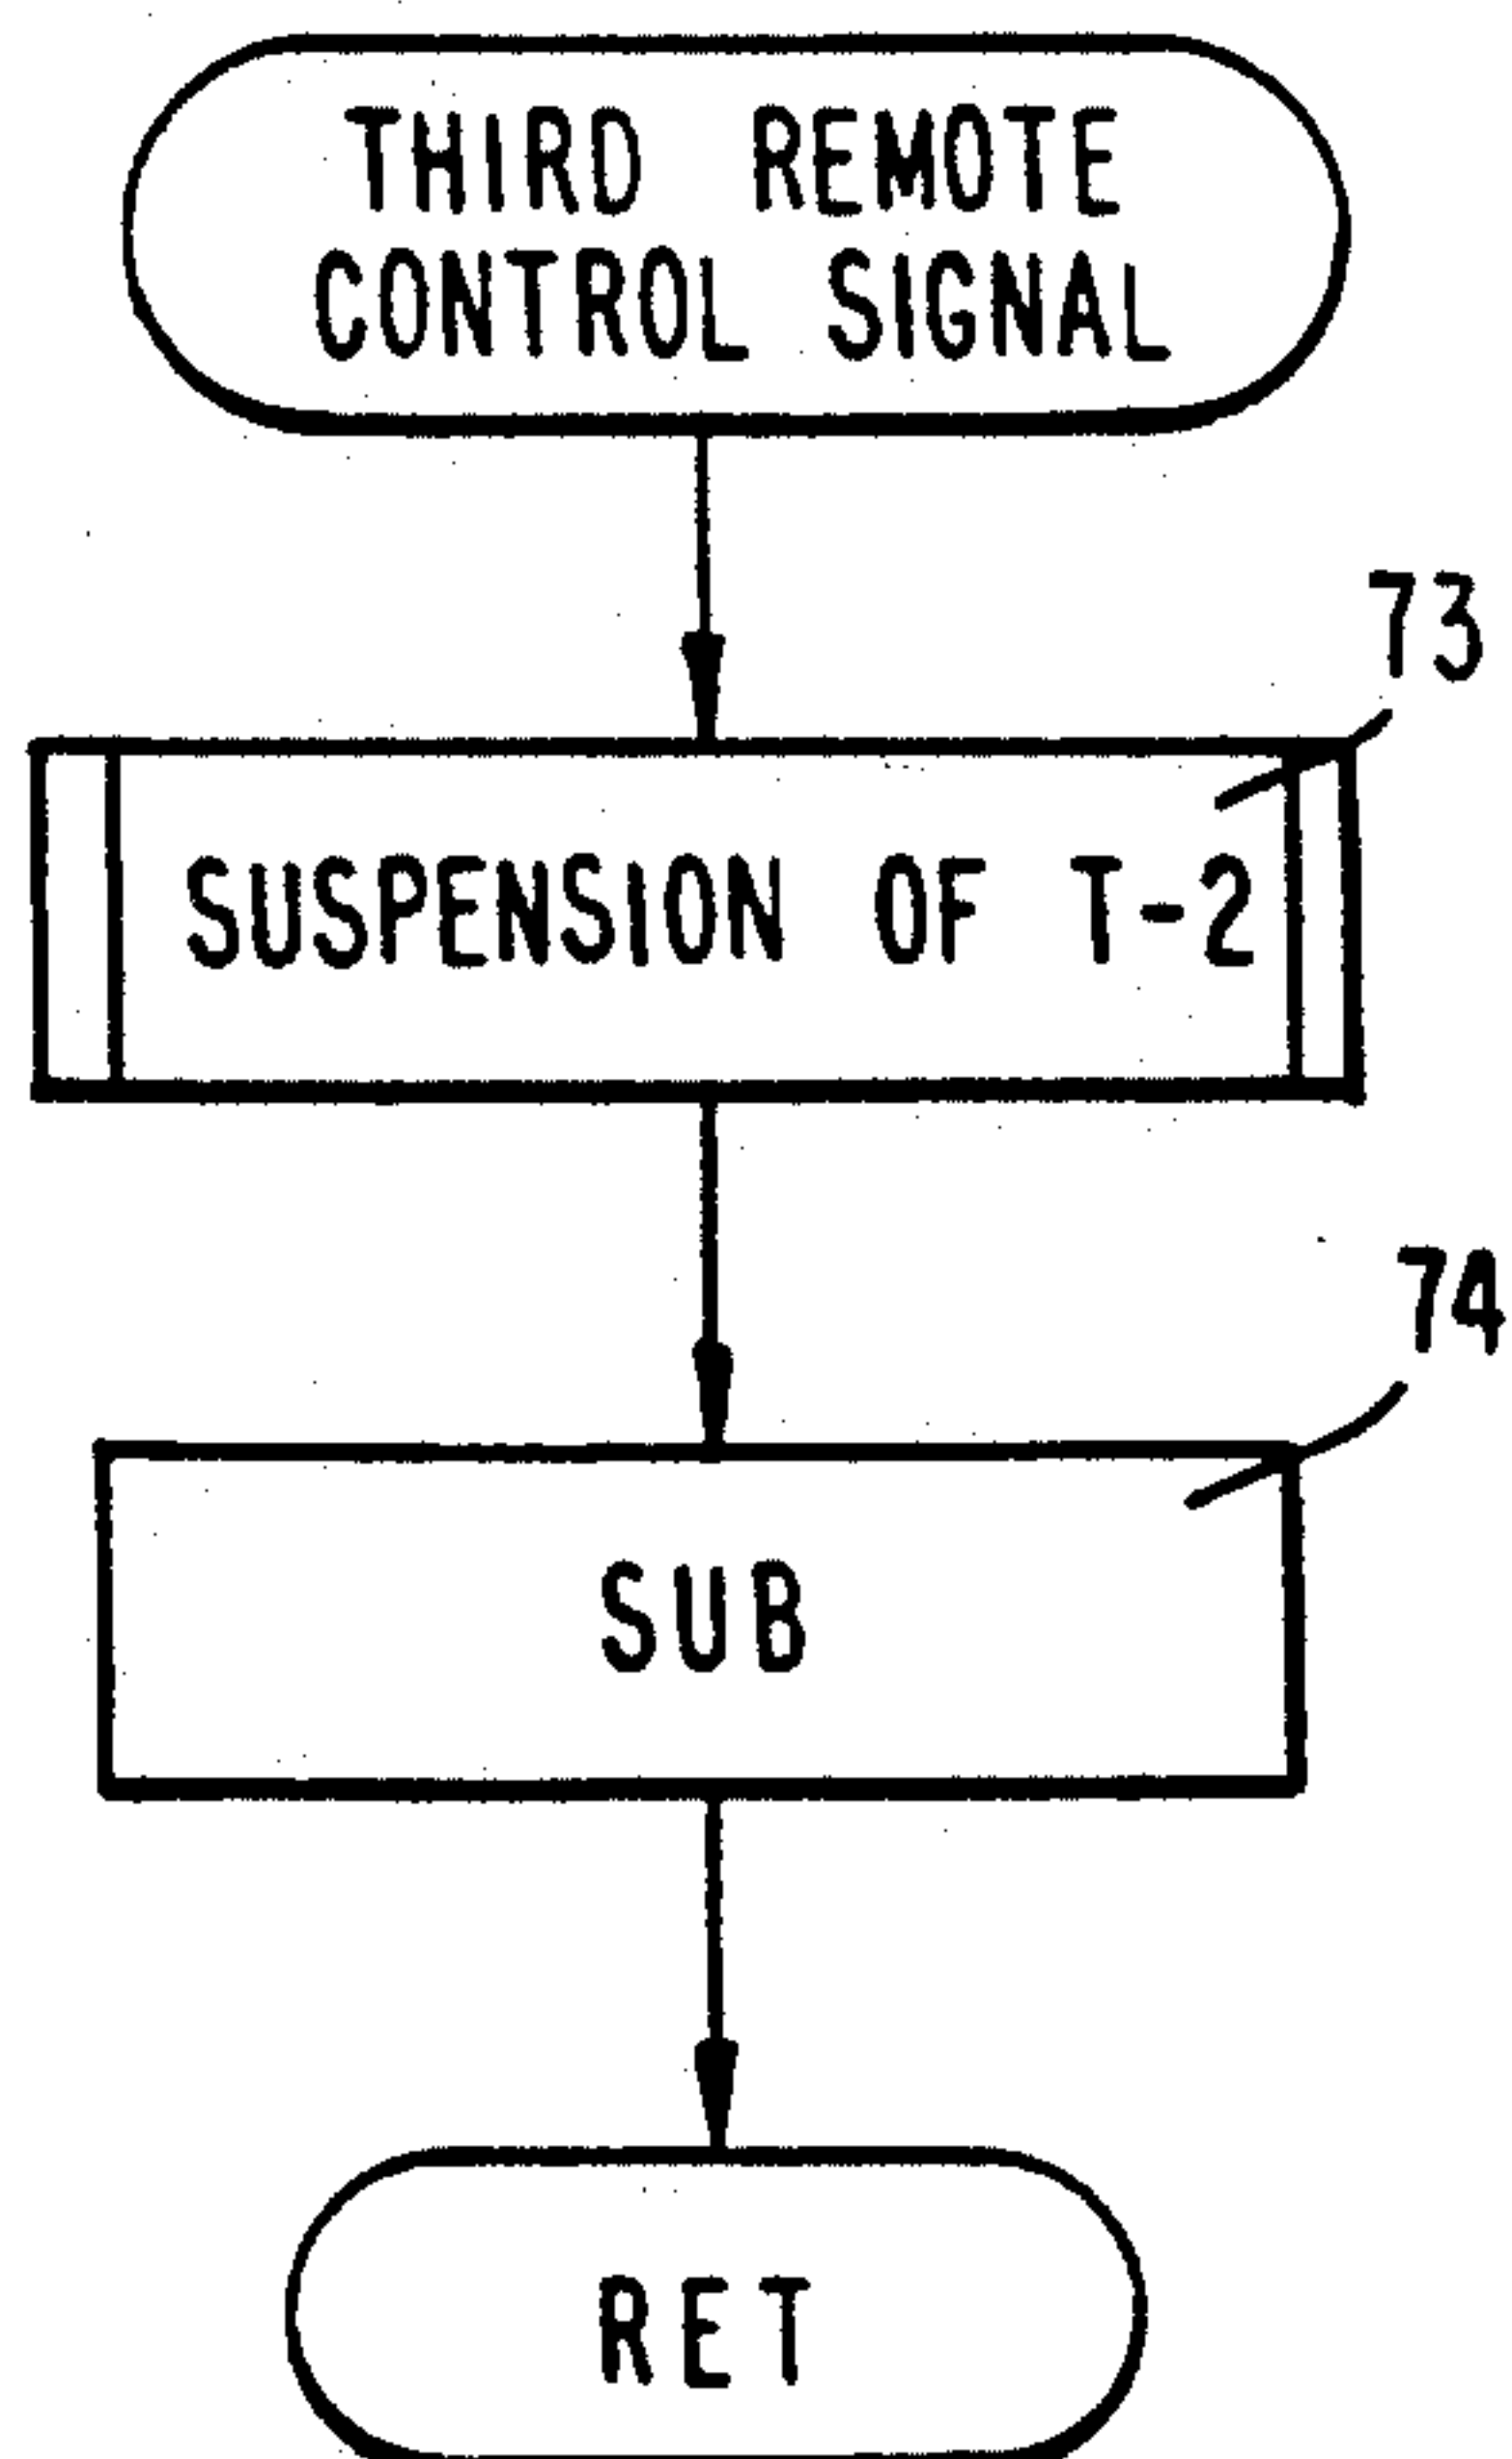 THIRD REMOTE
CONTROL SIGNAL
73
SUSPENSION OF T-2
74
SUB
RET